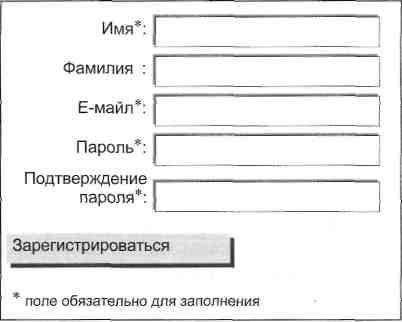 Имя*:
Фамилия :
Е-майл*:
Пароль*:
Подтверждение
пароля*:
Зарегистрироваться
* поле обязательно для заполнения